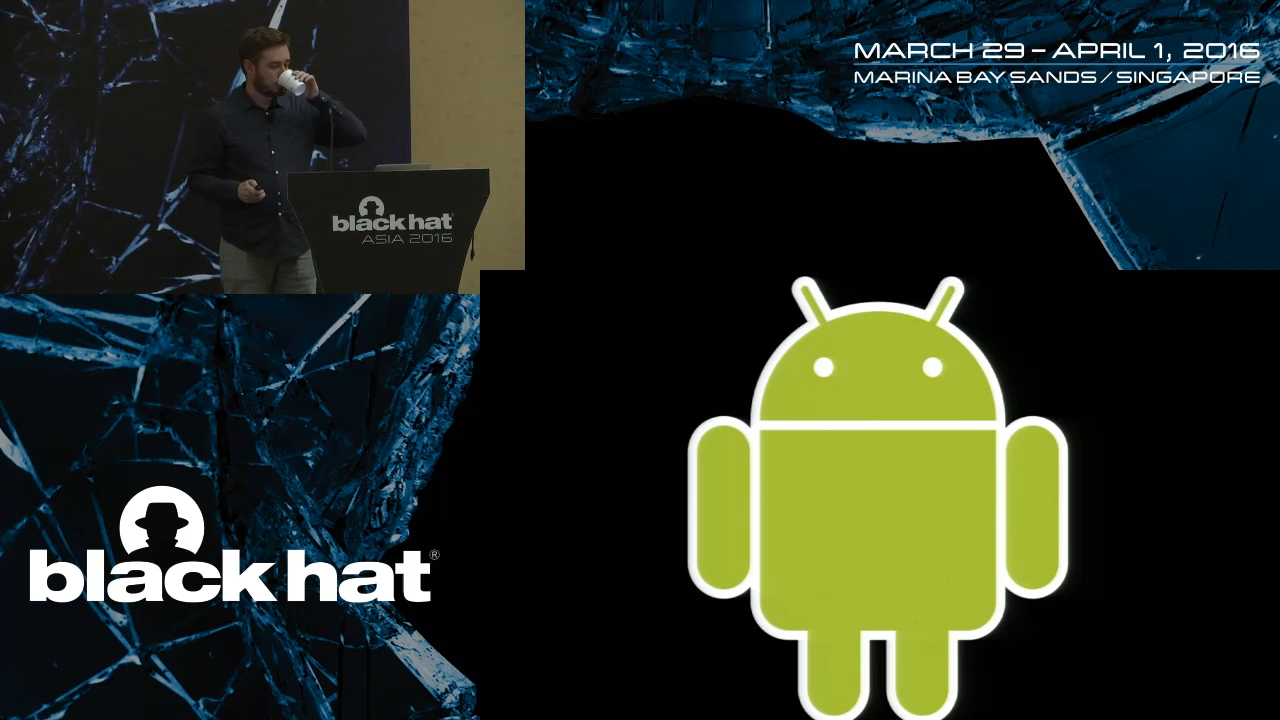 MARCH 29 - APRIL 1, 2016
MARINA BAY SANDS / SINGAPORE
black hat
ASIA 2016
black hat®